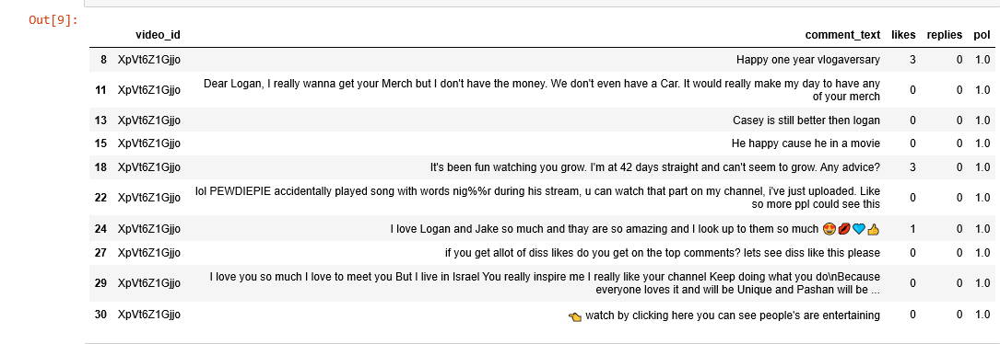 Out[9]:
video_id comment_text likes replies pol
8 XpVt6Z1Gjjo Happy one year vlogaversary 3 0 1.0
11 XpVt6Z1Gjjo Dear Logan, I really wanna get your Merch but I don't have the money. We don't even have a Car. It would really make my day to have any
of your merch 0 0 1.0
13 XpVt6Z1Gjjo Casey is still better then logan 0 0 1.0
15 XpVt6Z1Gjjo He happy cause he in a movie 0 0 1.0
18 XpVt6Z1Gjjo It's been fun watching you grow. I'm at 42 days straight and can't seem to grow. Any advice? 3 0 1.0
22 XpVt6Z1Gjjo lol PEWDIEPIE accidentally played song with words nig%%r during his stream, u can watch that part on my channel, i've just uploaded. Like
so more ppl could see this 0 0 1.0
24 XpVt6Z1Gjjo I love Logan and Jake so much and thay are so amazing and I look up to them so much 😍💋💙👍 1 0 1.0
27 XpVt6Z1Gjjo if you get allot of diss likes do you get on the top comments? lets see diss like this please 0 0 1.0
29 XpVt6Z1Gjjo I love you so much I love to meet you But I live in Israel You really inspire me I really like your channel Keep doing what you do\nBecause
everyone loves it and will be Unique and Pashan will be ... 0 0 1.0
30 XpVt6Z1Gjjo 👈 watch by clicking here you can see people's are entertaining 0 0 1.0